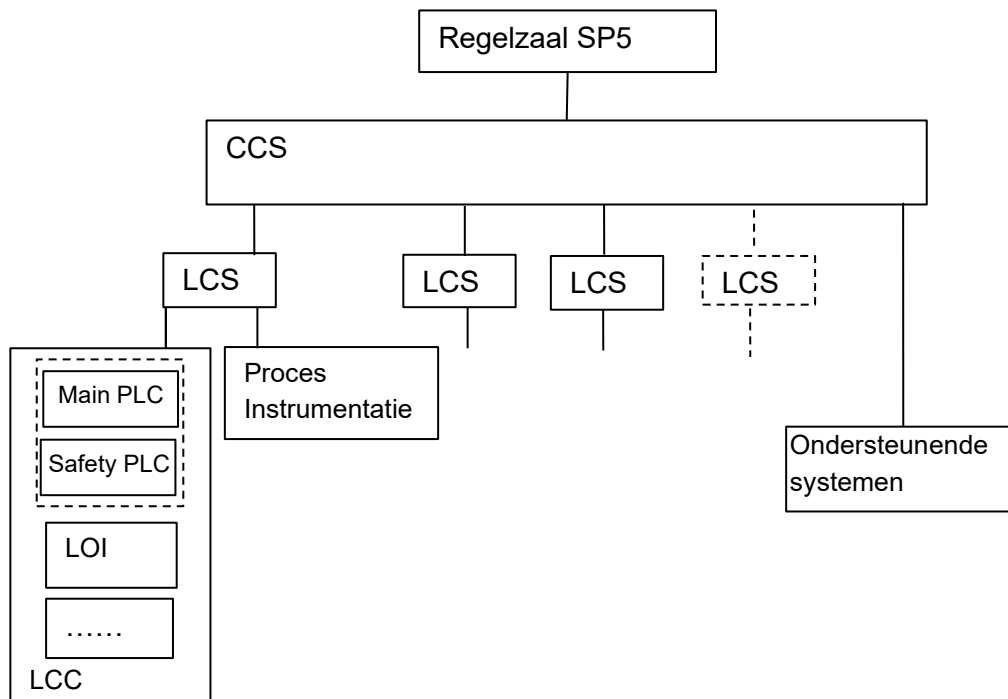 Regelzaal SP5
CCS
LCS
LCS
LCS
LCS
Main PLC
Safety PLC
LOI
......
LCC
Proces
Instrumentatie
Ondersteunende
systemen